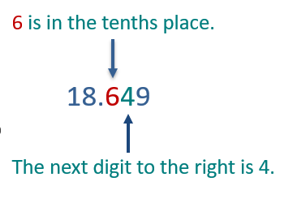 6 is in the tenths place.
18.649
The next digit to the right is 4.